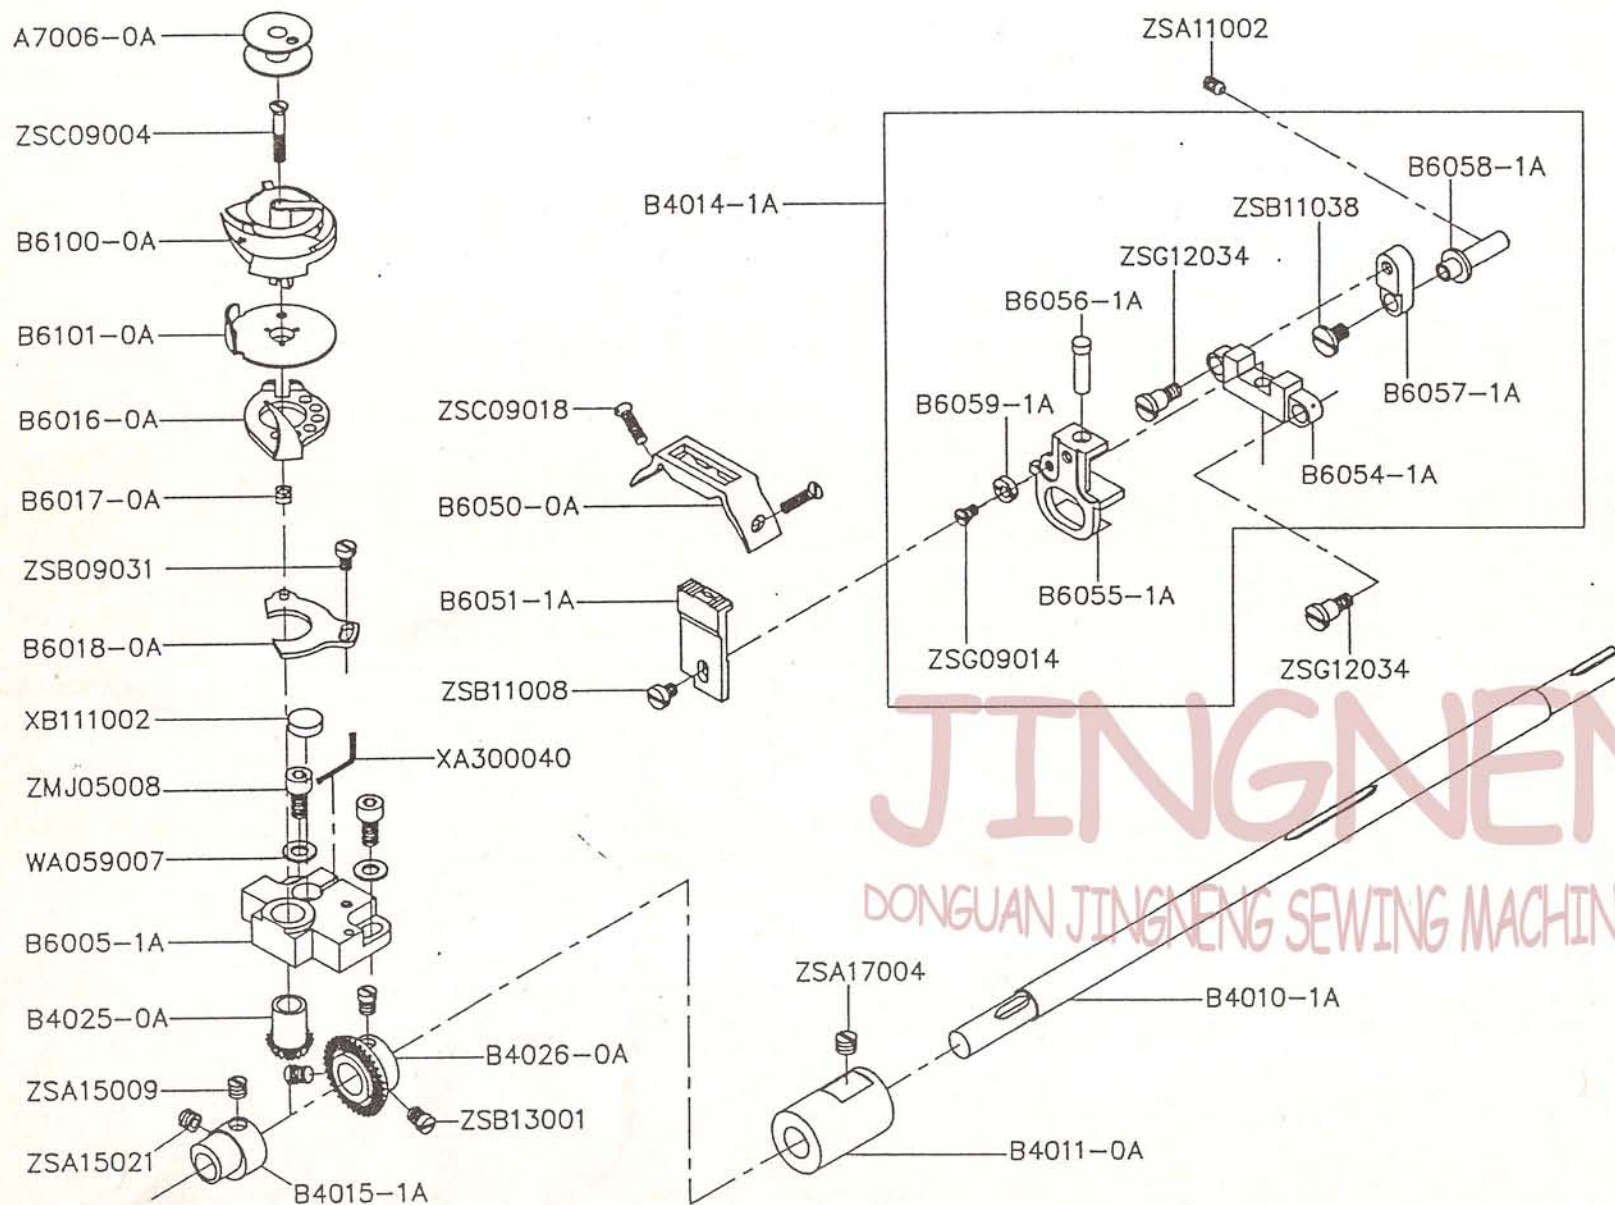 A7006-0A
ZSC09004
B6100-0A
B6101-0A
B6016-0A
B6017-0A
ZSB09031
B6018-0A
XB111002
ZMJ05008
XA300040
WA059007
B6005-1A
B4025-0A
B4026-0A
ZSA15009
ZSB13001
ZSA15021
B4015-1A
ZSC09018
B6050-0A
B6051-1A
ZSB11008
ZSA11002
B4014-1A
B6058-1A
ZSB11038
ZSG12034
B6056-1A
B6059-1A
B6057-1A
B6054-1A
B6055-1A
ZSG09014
ZSG12034
JINGNEN
DONGUAN JINGNENG SEWING MACHIN
ZSA17004
B4010-1A
B4011-0A